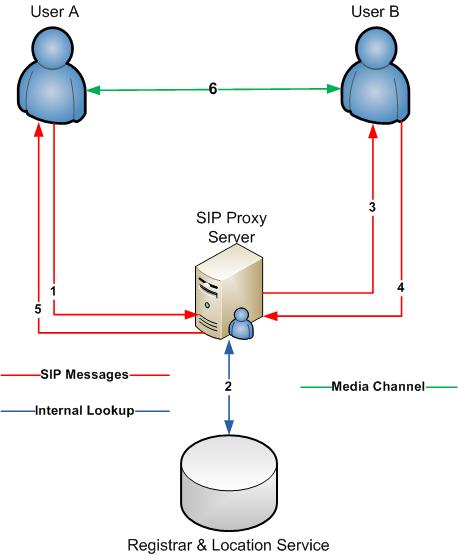 User A
User B
6
SIP Proxy
Server
3
1
5
4
SIP Messages
2
Media Channel
Internal Lookup
Registrar & Location Service